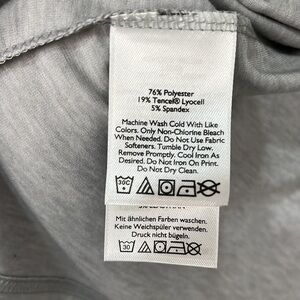 76% Polyester
19% Tencel® Lyocell
5% Spandex
Machine Wash Cold With Like
Colors. Only Non-Chlorine Bleach
When Needed. Do Not Use Fabric
Softeners. Tumble Dry Low.
Remove Promptly. Cool Iron As
Desired. Do Not Iron On Print.
Do Not Dry Clean.
30C
Mit ähnlichen Farben waschen.
Keine Weichspüler verwenden.
Druck nicht bügeln.
30